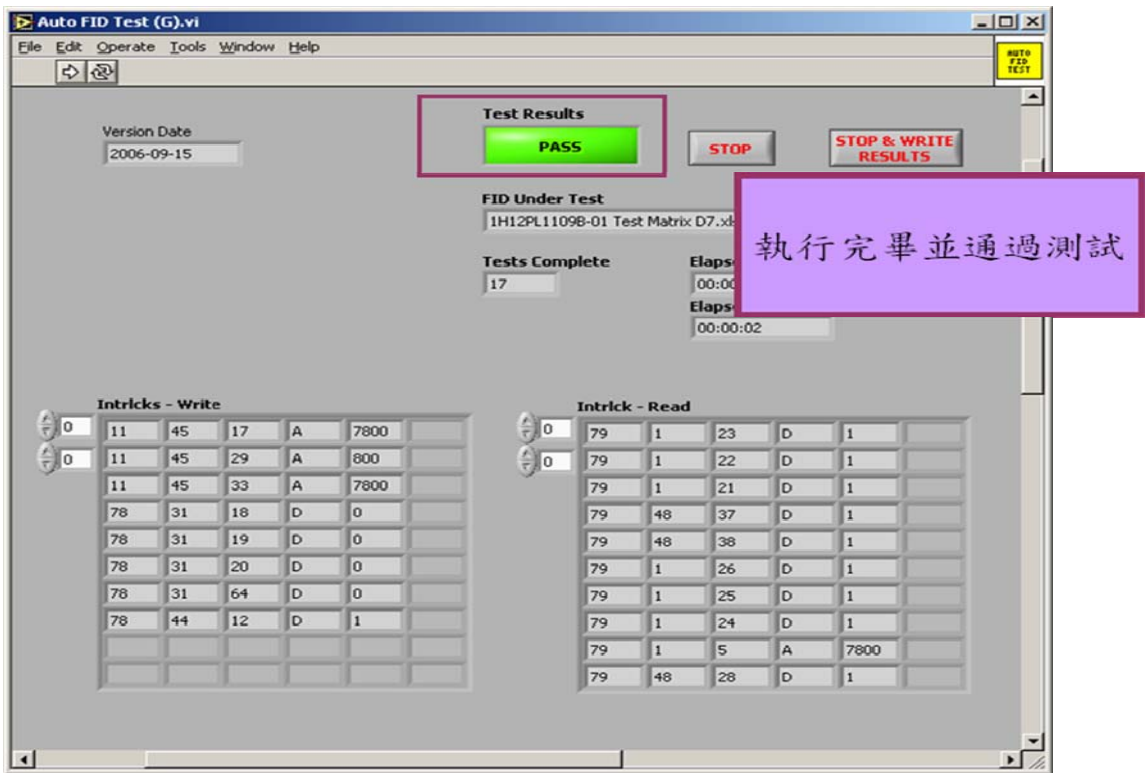 Auto FID Test (G).vi
File Edit Operate Tools Window Help
AUTO
FID
TEST
Version Date
2006-09-15
Test Results
PASS
STOP
STOP & WRITE
RESULTS
FID Under Test
1H12PL1109B-01 Test Matrix D7.xl
執行完畢並通過測試
Tests Complete
17
Elaps
00:00
Elaps
00:00:02
Intrlcks - Write
0 11 45 17 A 7800
0 11 45 29 A 800
11 45 33 A 7800
78 31 18 D 0
78 31 19 D 0
78 31 20 D 0
78 31 64 D 0
78 44 12 D 1
Intrlck - Read
0 79 1 23 D 1
0 79 1 22 D 1
79 1 21 D 1
79 48 37 D 1
79 48 38 D 1
79 1 26 D 1
79 1 25 D 1
79 1 24 D 1
79 1 5 A 7800
79 48 28 D 1